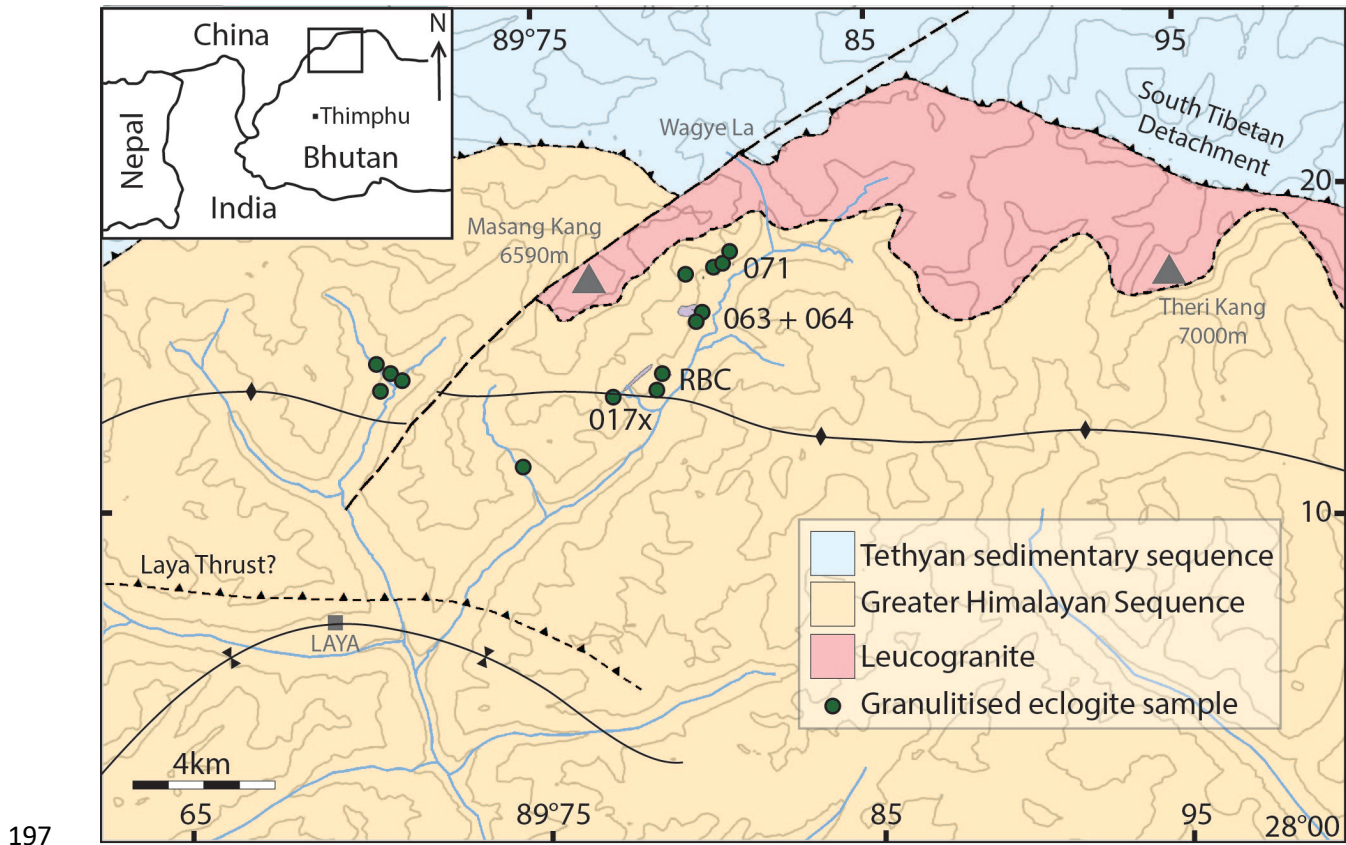 China
N
Thimphu
Nepal
Bhutan
India
89°75
85
95
South Tibetan
Detachment
Wagye La
20
Masang Kang
6590m
071
063 + 064
Theri Kang
7000m
RBC
017x
10
Laya Thrust?
LAYA
Tethyan sedimentary sequence
Greater Himalayan Sequence
Leucogranite
Granulitised eclogite sample
4km
65
89°75
85
95
28°00
197